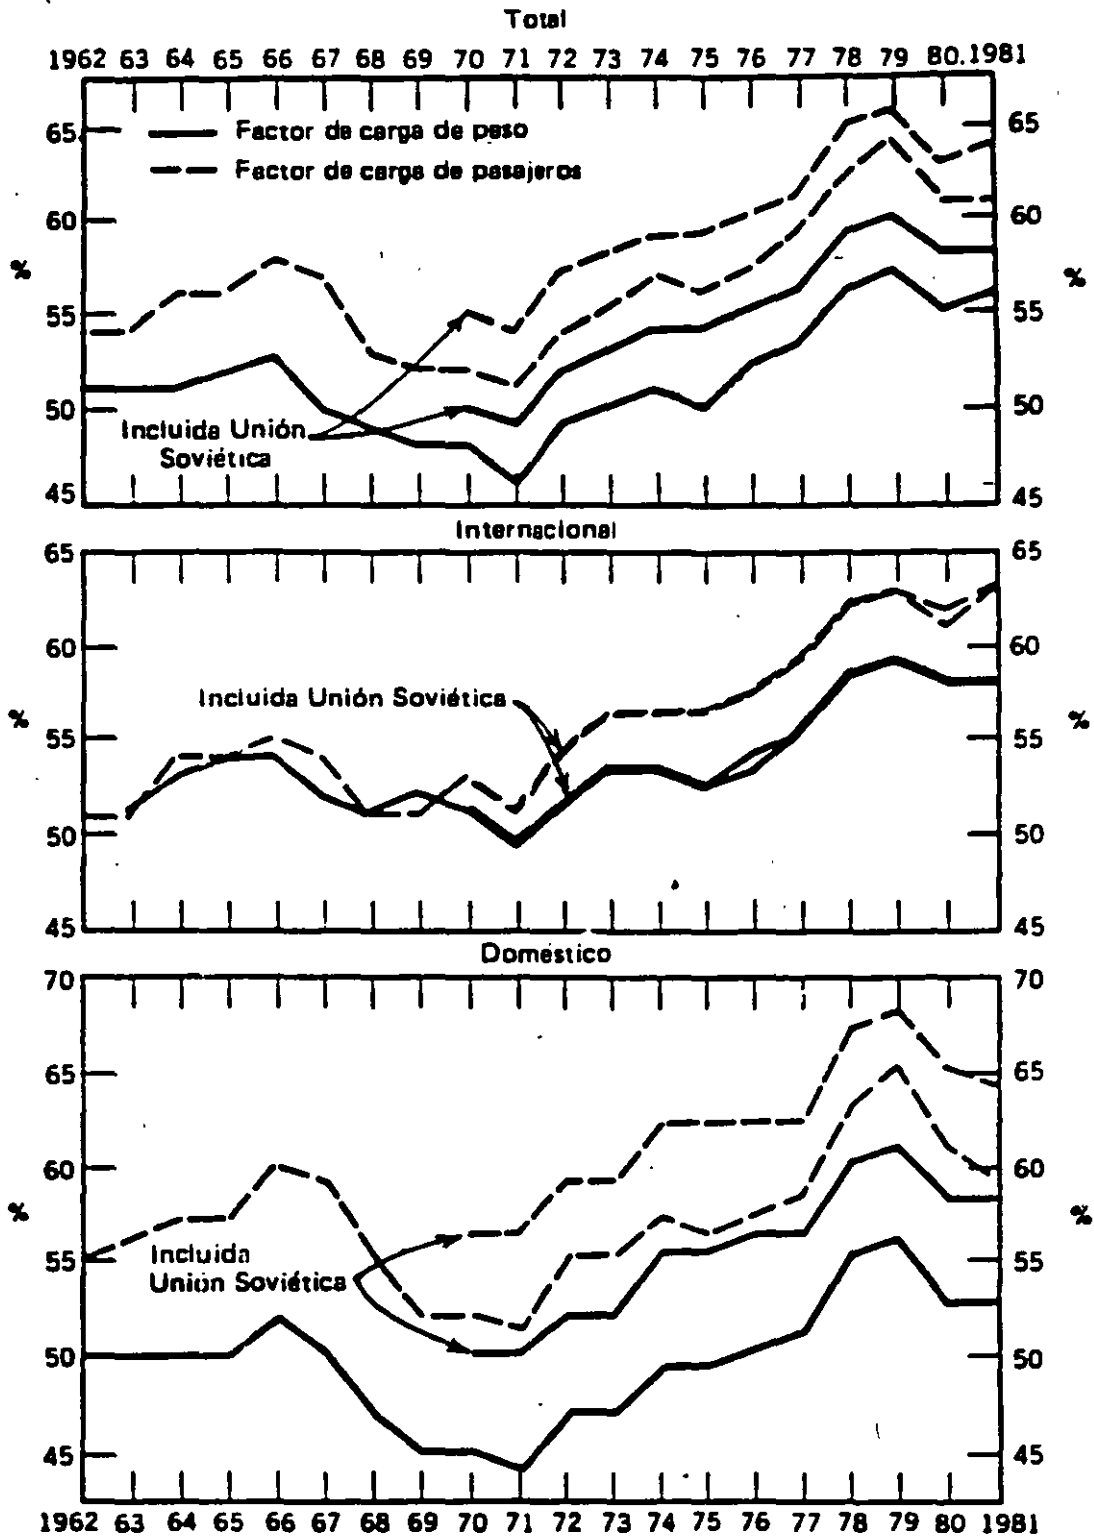 Total
1962 63 64 65 66 67 68 69 70 71 72 73 74 75 76 77 78 79 80.1981
65 65
Factor de carga de peso
Factor de carga de pasajeros
60 60
% %
55 55
50 50
Incluida Unión
Soviética
45 45
Internacional
65 65
60 60
Incluida Unión Soviética
% %
55 55
50 50
45 45
Doméstico
70 70
65 65
60 60
% %
Incluida
55 55
Unión Soviética
50 50
45 45
1962 63 64 65 66 67 68 69 70 71 72 73 74 75 76 77 78 79 80 1981